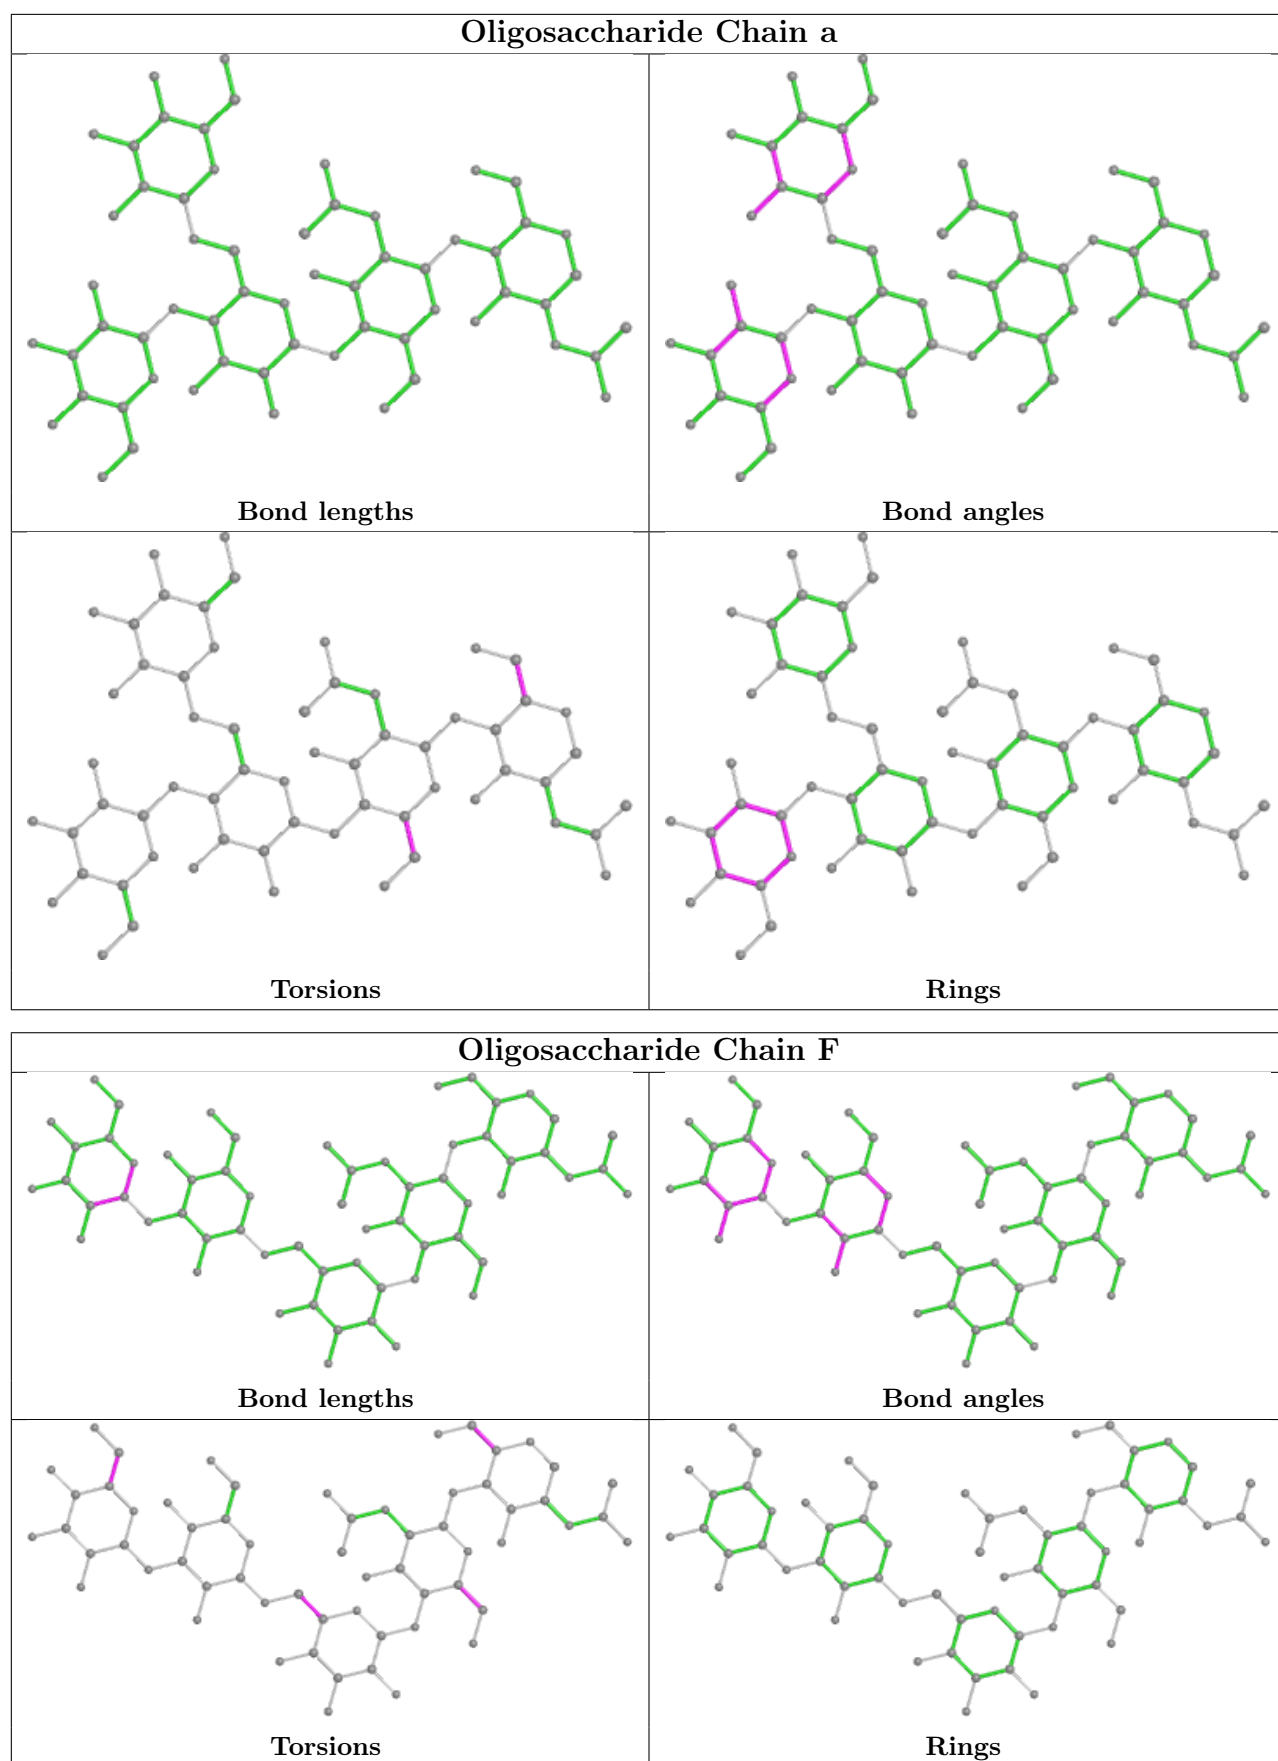 Oligosaccharide Chain a
Bond lengths
Bond angles
Torsions
Rings
Oligosaccharide Chain F
Bond lengths
Bond angles
Torsions
Rings